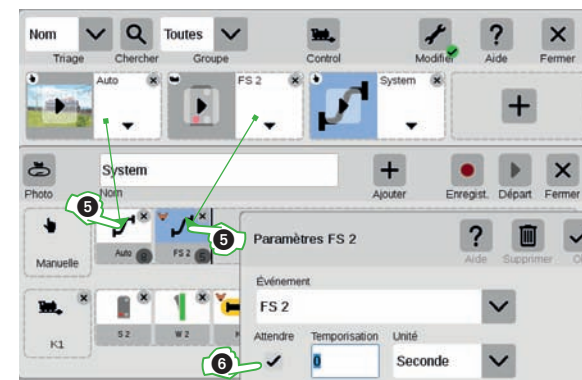 Nom Toutes
Triage Chercher Groupe Control Modifier Aide Fermer
Auto FS 2 System
System
Photo Nom Ajouter Enregist. Départ Fermer
5
5
Manuelle Auto FS 2
Paramètres FS 2
Aide Supprimer
Événement
FS 2
K1 S 2 W 2
Attendre Temporisation Unité
6 0 Seconde